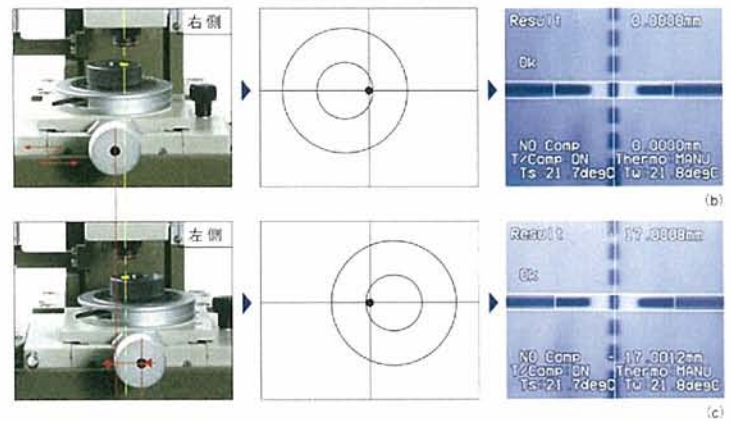 右側
Result 0.0000mm
Ok
NO Comp 0.0000mm
T/Comp ON Thermo MANU
Ts 21.7degC Tw 21.8degC
(b)
左側
Result -17.0008mm
Ok
NO Comp -17.0012mm
T/Comp ON Thermo MANU
Ts 21.7degC Tw 21.8degC
(c)